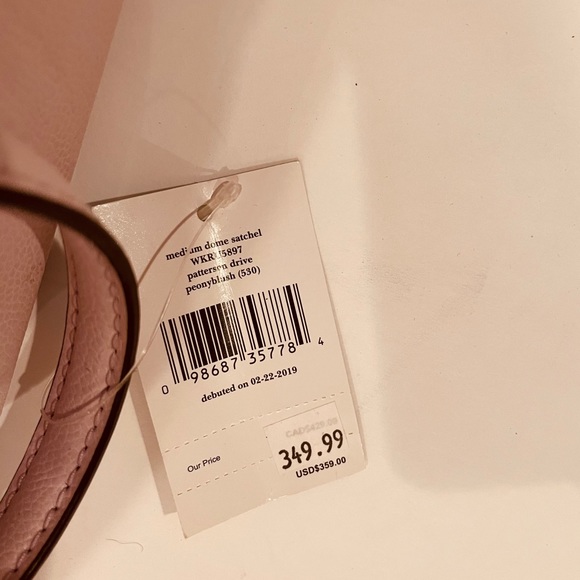 medium dome satchel
pattersen drive
peonyblush (530)
0 98687 35778 4
debuted on 02-22-2019
Our Price
349.99
USD$359.00